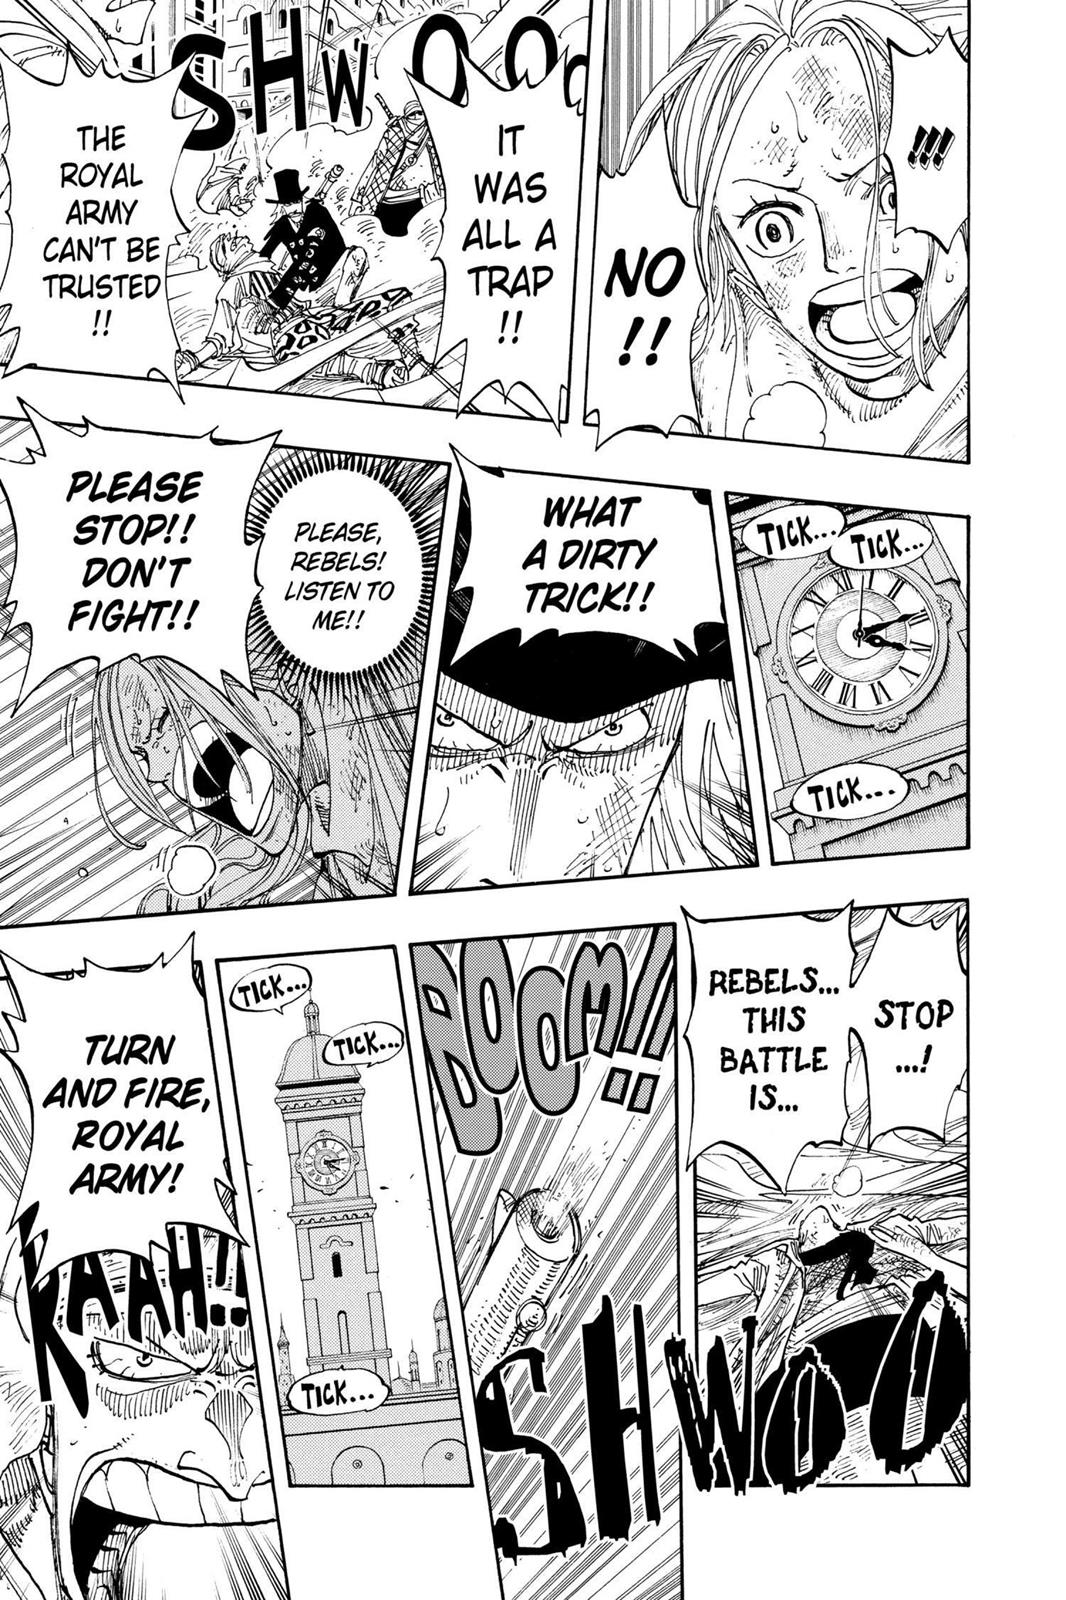 !!!
NO
!!
IT
WAS
ALL A
TRAP
!!
SHWOOO
THE
ROYAL
ARMY
CAN'T BE
TRUSTED
!!
TICK...
TICK...
TICK...
WHAT
A DIRTY
TRICK!!
PLEASE,
REBELS!
LISTEN TO
ME!!
PLEASE
STOP!!
DON'T
FIGHT!!
STOP
...!
REBELS...
THIS
BATTLE
IS...
SHWOO
BOOM!!
TICK...
TICK...
TICK...
TURN
AND FIRE,
ROYAL
ARMY!
RAAH!!